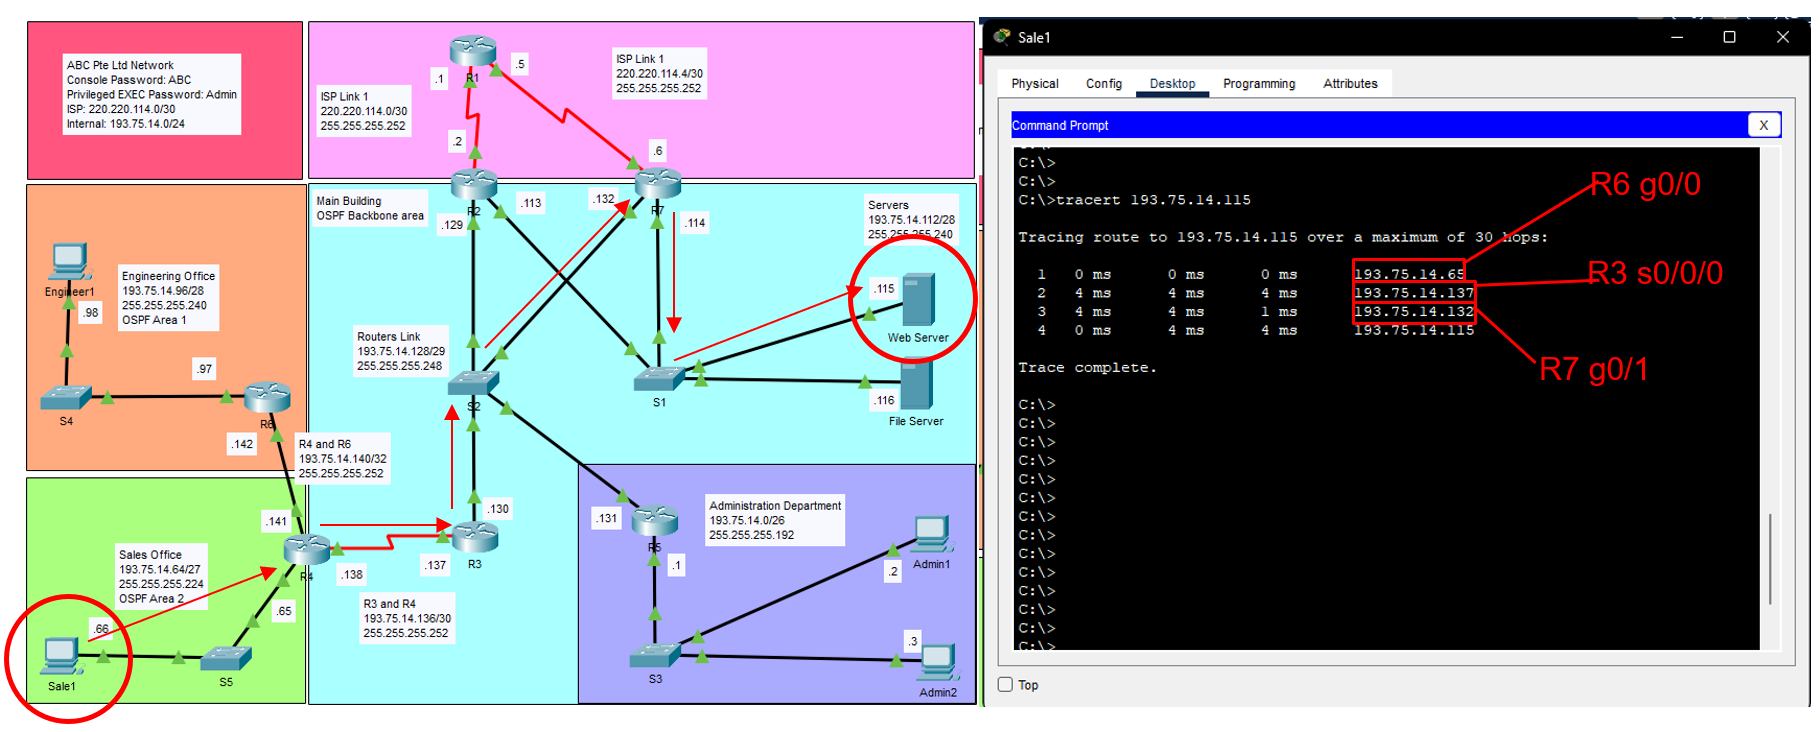 ABC Pte Ltd Network
Console Password: ABC
Privileged EXEC Password: Admin
ISP: 220.220.114.0/30
Internal: 193.75.14.0/24
ISP Link 1
220.220.114.0/30
255.255.255.252
.1
R1
.5
ISP Link 1
220.220.114.4/30
255.255.255.252
.2
.6
Main Building
OSPF Backbone area
R2
.113
.129
.132
R7
.114
Servers
193.75.14.112/28
255.255.255.240
.115
Web Server
.116
File Server
Engineer1
.98
Engineering Office
193.75.14.96/28
255.255.255.240
OSPF Area 1
.97
S4
R6
.142
Routers Link
193.75.14.128/29
255.255.255.248
S2
S1
R4 and R6
193.75.14.140/32
255.255.255.252
.141
.130
.131
R5
.1
Administration Department
193.75.14.0/26
255.255.255.192
Admin1
.2
.3
Admin2
S3
Sales Office
193.75.14.64/27
255.255.255.224
OSPF Area 2
R4
.138
.137
R3
R3 and R4
193.75.14.136/30
255.255.255.252
.65
.66
Sale1
S5
Sale1
Physical Config Desktop Programming Attributes
Command Prompt
X
C:\>
C:\>
C:\>
C:\>tracert 193.75.14.115
Tracing route to 193.75.14.115 over a maximum of 30 hops:
1 0 ms 0 ms 0 ms 193.75.14.65
2 4 ms 4 ms 4 ms 193.75.14.137
3 4 ms 4 ms 1 ms 193.75.14.132
4 0 ms 4 ms 4 ms 193.75.14.115
Trace complete.
C:\>
C:\>
C:\>
C:\>
C:\>
C:\>
C:\>
C:\>
C:\>
C:\>
C:\>
C:\>
C:\>
C:\>
R6 g0/0
R3 s0/0/0
R7 g0/1
Top